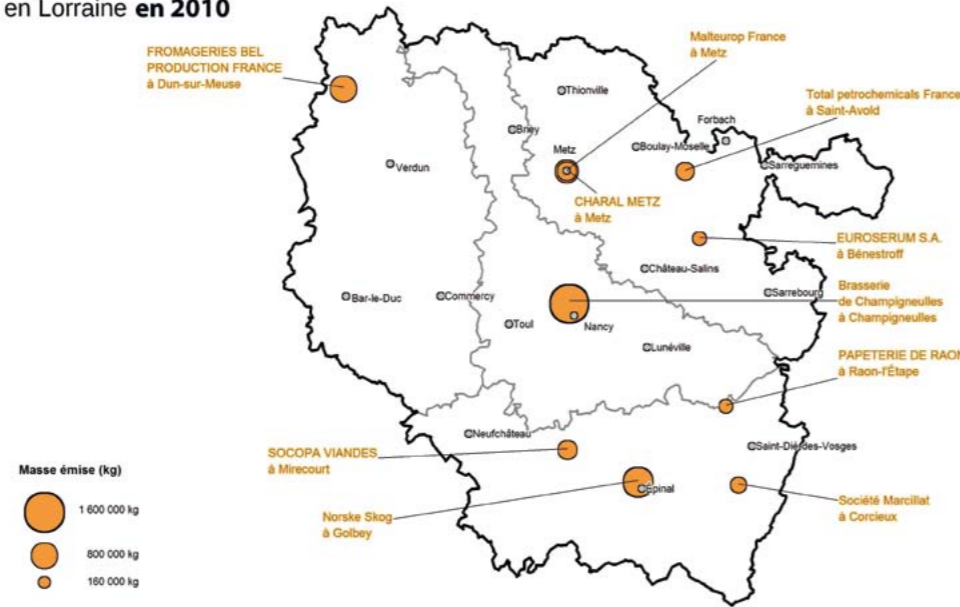 en Lorraine en 2010
FROMAGERIES BEL
PRODUCTION FRANCE
à Dun-sur-Meuse
Malteurop France
à Metz
Total petrochemicals France
à Saint-Avold
Thionville
Forbach
Briey
Boulay-Moselle
Metz
Verdun
Sarreguemines
CHARAL METZ
à Metz
EUROSERUM S.A.
à Bénestroff
Château-Salins
Brasserie
de Champigneulles
à Champigneulles
Sarrebourg
Bar-le-Duc
Commercy
Toul
Nancy
Lunéville
PAPETERIE DE RAON
à Raon-l'Étape
Neufchâteau
Saint-Dié-des-Vosges
SOCOPA VIANDES
à Mirecourt
Masse émise (kg)
1 600 000 kg
800 000 kg
160 000 kg
Épinal
Norske Skog
à Golbey
Société Marcillat
à Corcieux